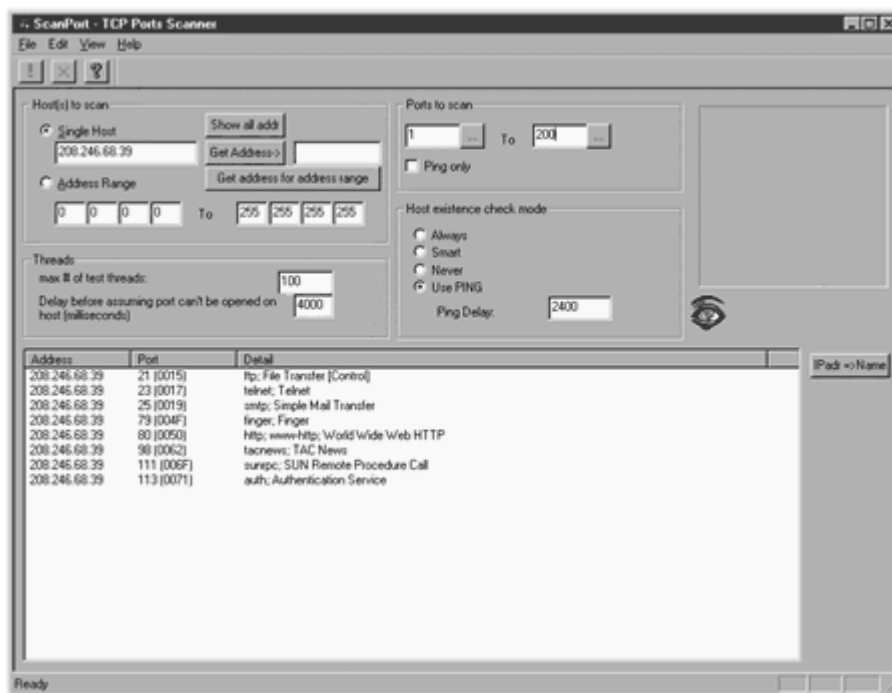 ScanPort - TCP Ports Scanner
File Edit View Help
Host(s) to scan
Single Host
Show all addr
208.246.68.39
Get Address->
Get address for address range
Address Range
0 0 0 0 To 255 255 255 255
Threads
max # of test threads: 100
Delay before assuming port can't be opened on
host (milliseconds) 4000
Ports to scan
1 ... To 200 ...
Ping only
Host existence check mode
Always
Smart
Never
Use PING
Ping Delay: 2400
Address Port Detail
208.246.68.39 21 (0015) ftp; File Transfer [Control]
208.246.68.39 23 (0017) telnet; Telnet
208.246.68.39 25 (0019) smtp; Simple Mail Transfer
208.246.68.39 79 (004F) finger; Finger
208.246.68.39 80 (0050) http; www-http; World Wide Web HTTP
208.246.68.39 98 (0062) tacnews; TAC News
208.246.68.39 111 (006F) sunrpc; SUN Remote Procedure Call
208.246.68.39 113 (0071) auth; Authentication Service
IPadr =>Name
Ready